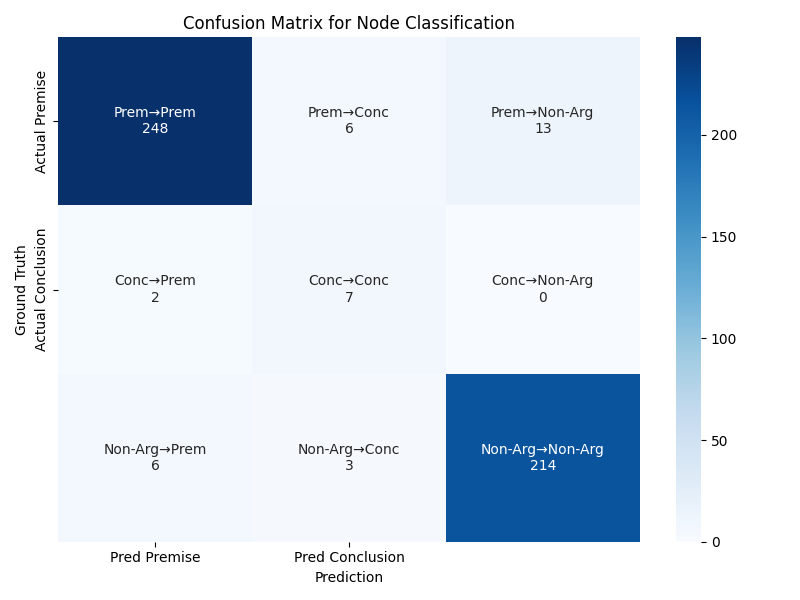 Confusion Matrix for Node Classification
Actual Premise
Prem→Prem
248
Prem→Conc
6
Prem→Non-Arg
13
Ground Truth
Actual Conclusion
Conc→Prem
2
Conc→Conc
7
Conc→Non-Arg
0
Non-Arg→Prem
6
Non-Arg→Conc
3
Non-Arg→Non-Arg
214
Pred Premise
Pred Conclusion
Prediction
200
150
100
50
0